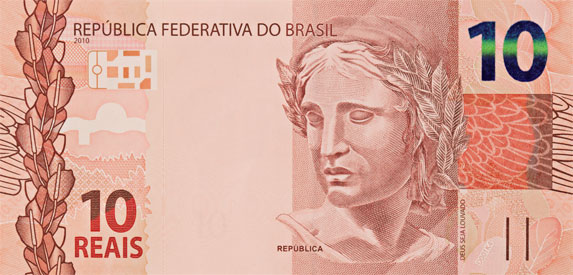 REPÚBLICA FEDERATIVA DO BRASIL
2010
10
10
REAIS
REPÚBLICA
DEUS SEJA LOUVADO